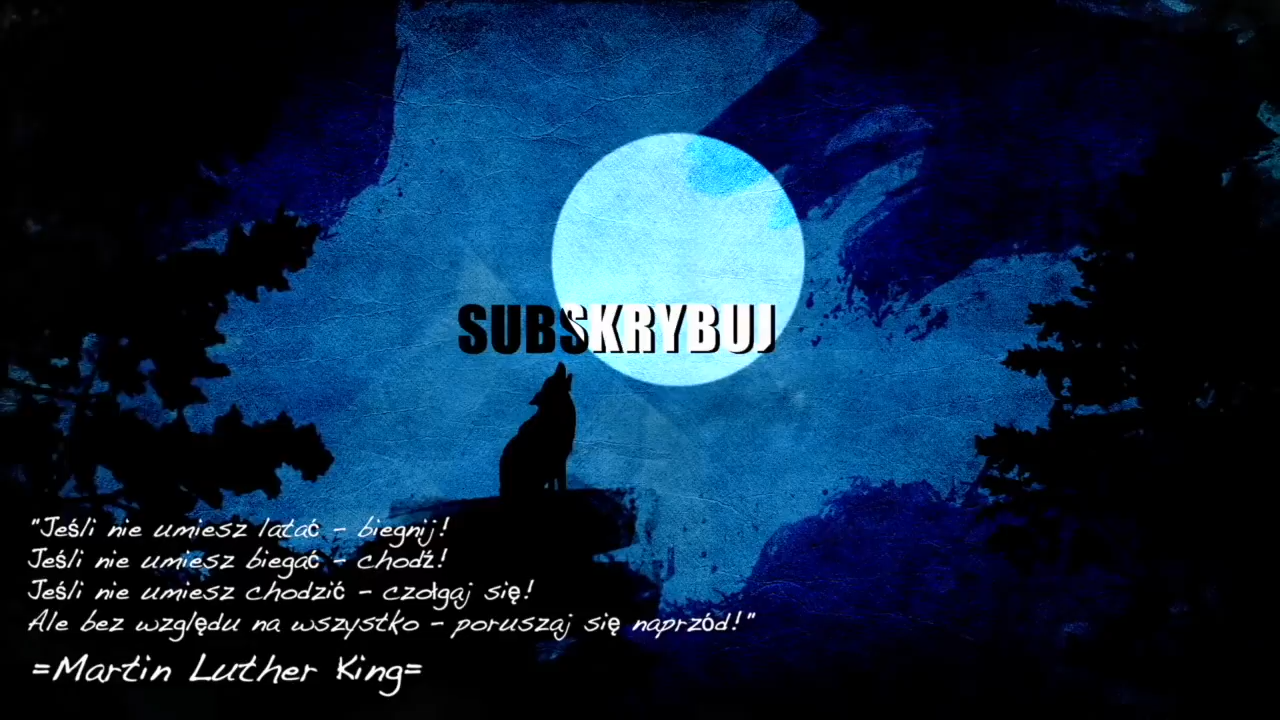 SUBSKRYBUJ
"Jeśli nie umiesz latać - biegnij!
Jeśli nie umiesz biegać - chodź!
Jeśli nie umiesz chodzić - czołgaj się!
Ale bez względu na wszystko - poruszaj się naprzód!"
=Martin Luther King=